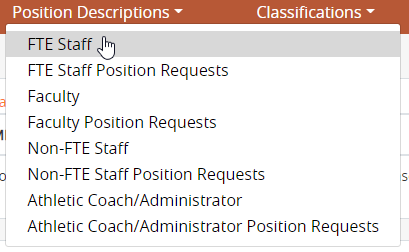 Position Descriptions Classifications
FTE Staff
FTE Staff Position Requests
Faculty
Faculty Position Requests
Non-FTE Staff
Non-FTE Staff Position Requests
Athletic Coach/Administrator
Athletic Coach/Administrator Position Requests